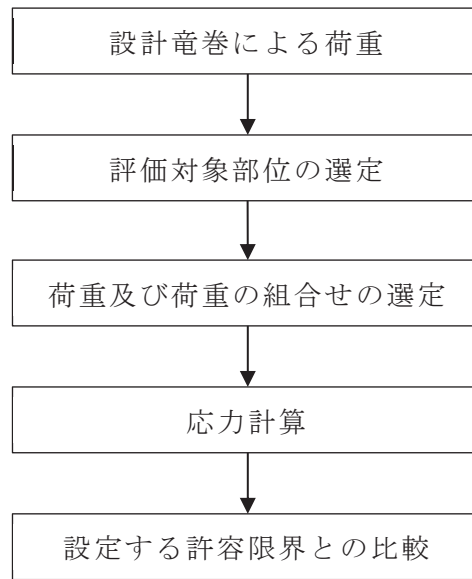 設計竜巻による荷重
評価対象部位の選定
荷重及び荷重の組合せの選定
応力計算
設定する許容限界との比較